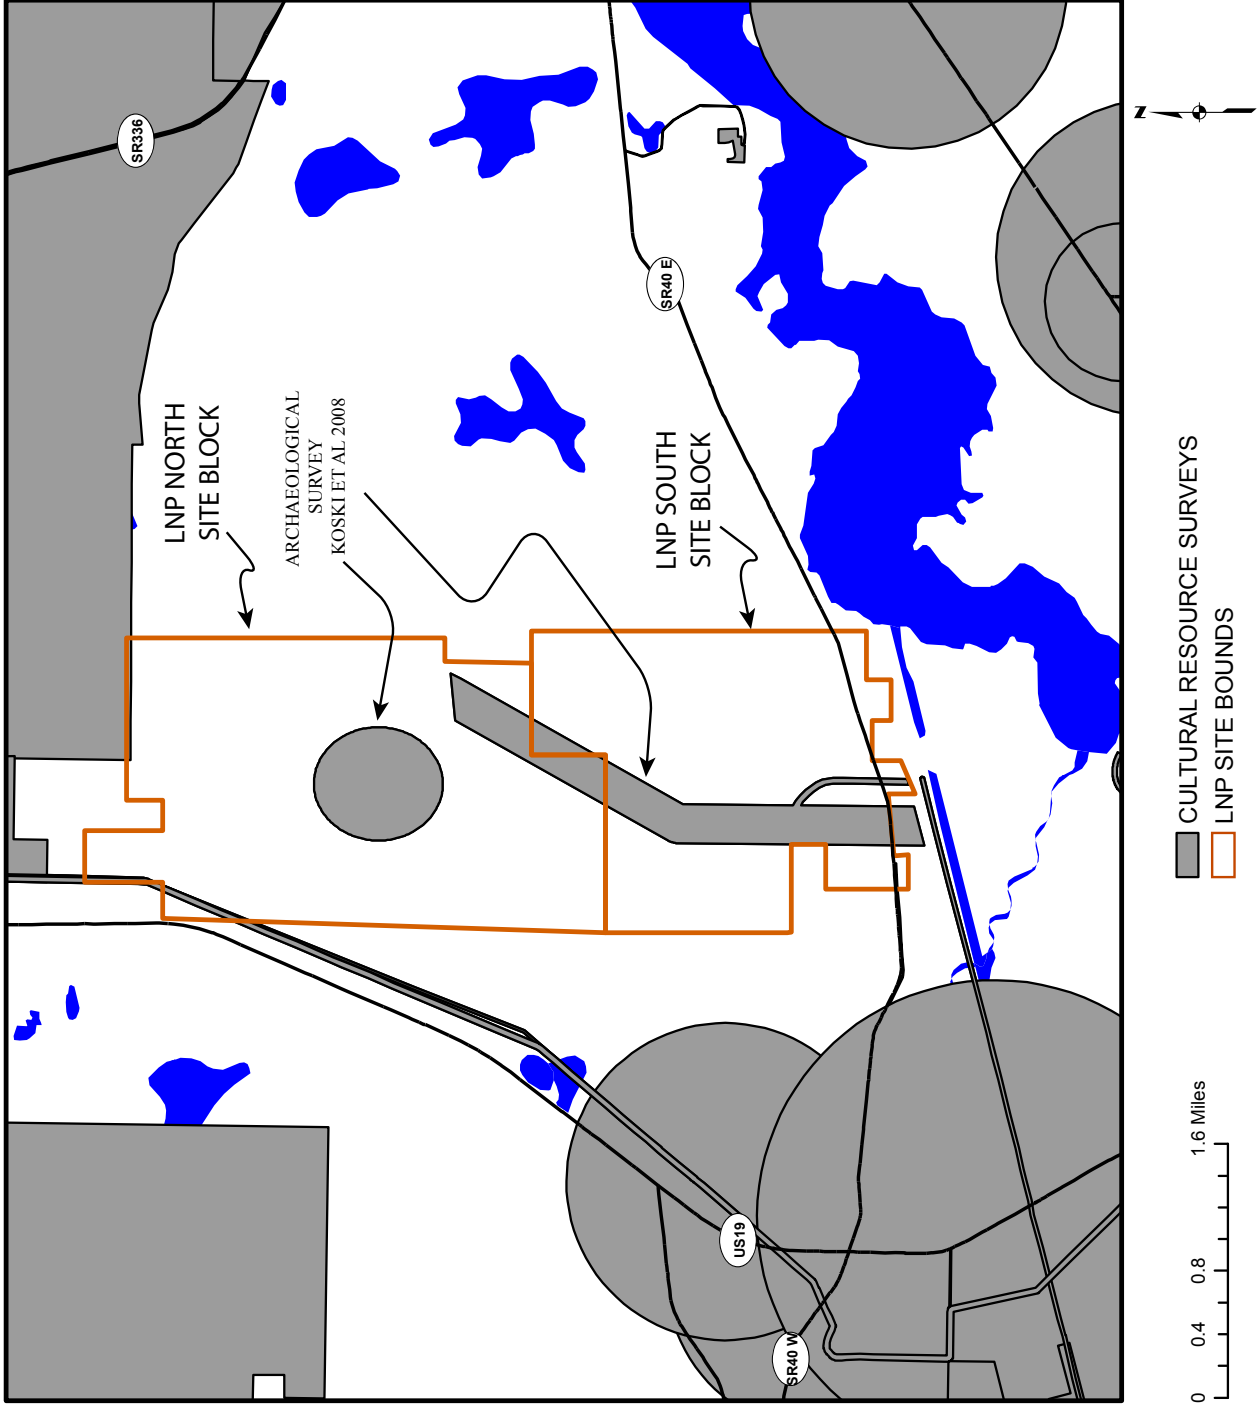 SR336
LNP NORTH
SITE BLOCK
ARCHAEOLOGICAL
SURVEY
KOSKI ET AL 2008
SR40 E
LNP SOUTH
SITE BLOCK
US19
SR40 W
N
CULTURAL RESOURCE SURVEYS
LNP SITE BOUNDS
0 0.4 0.8 1.6 Miles